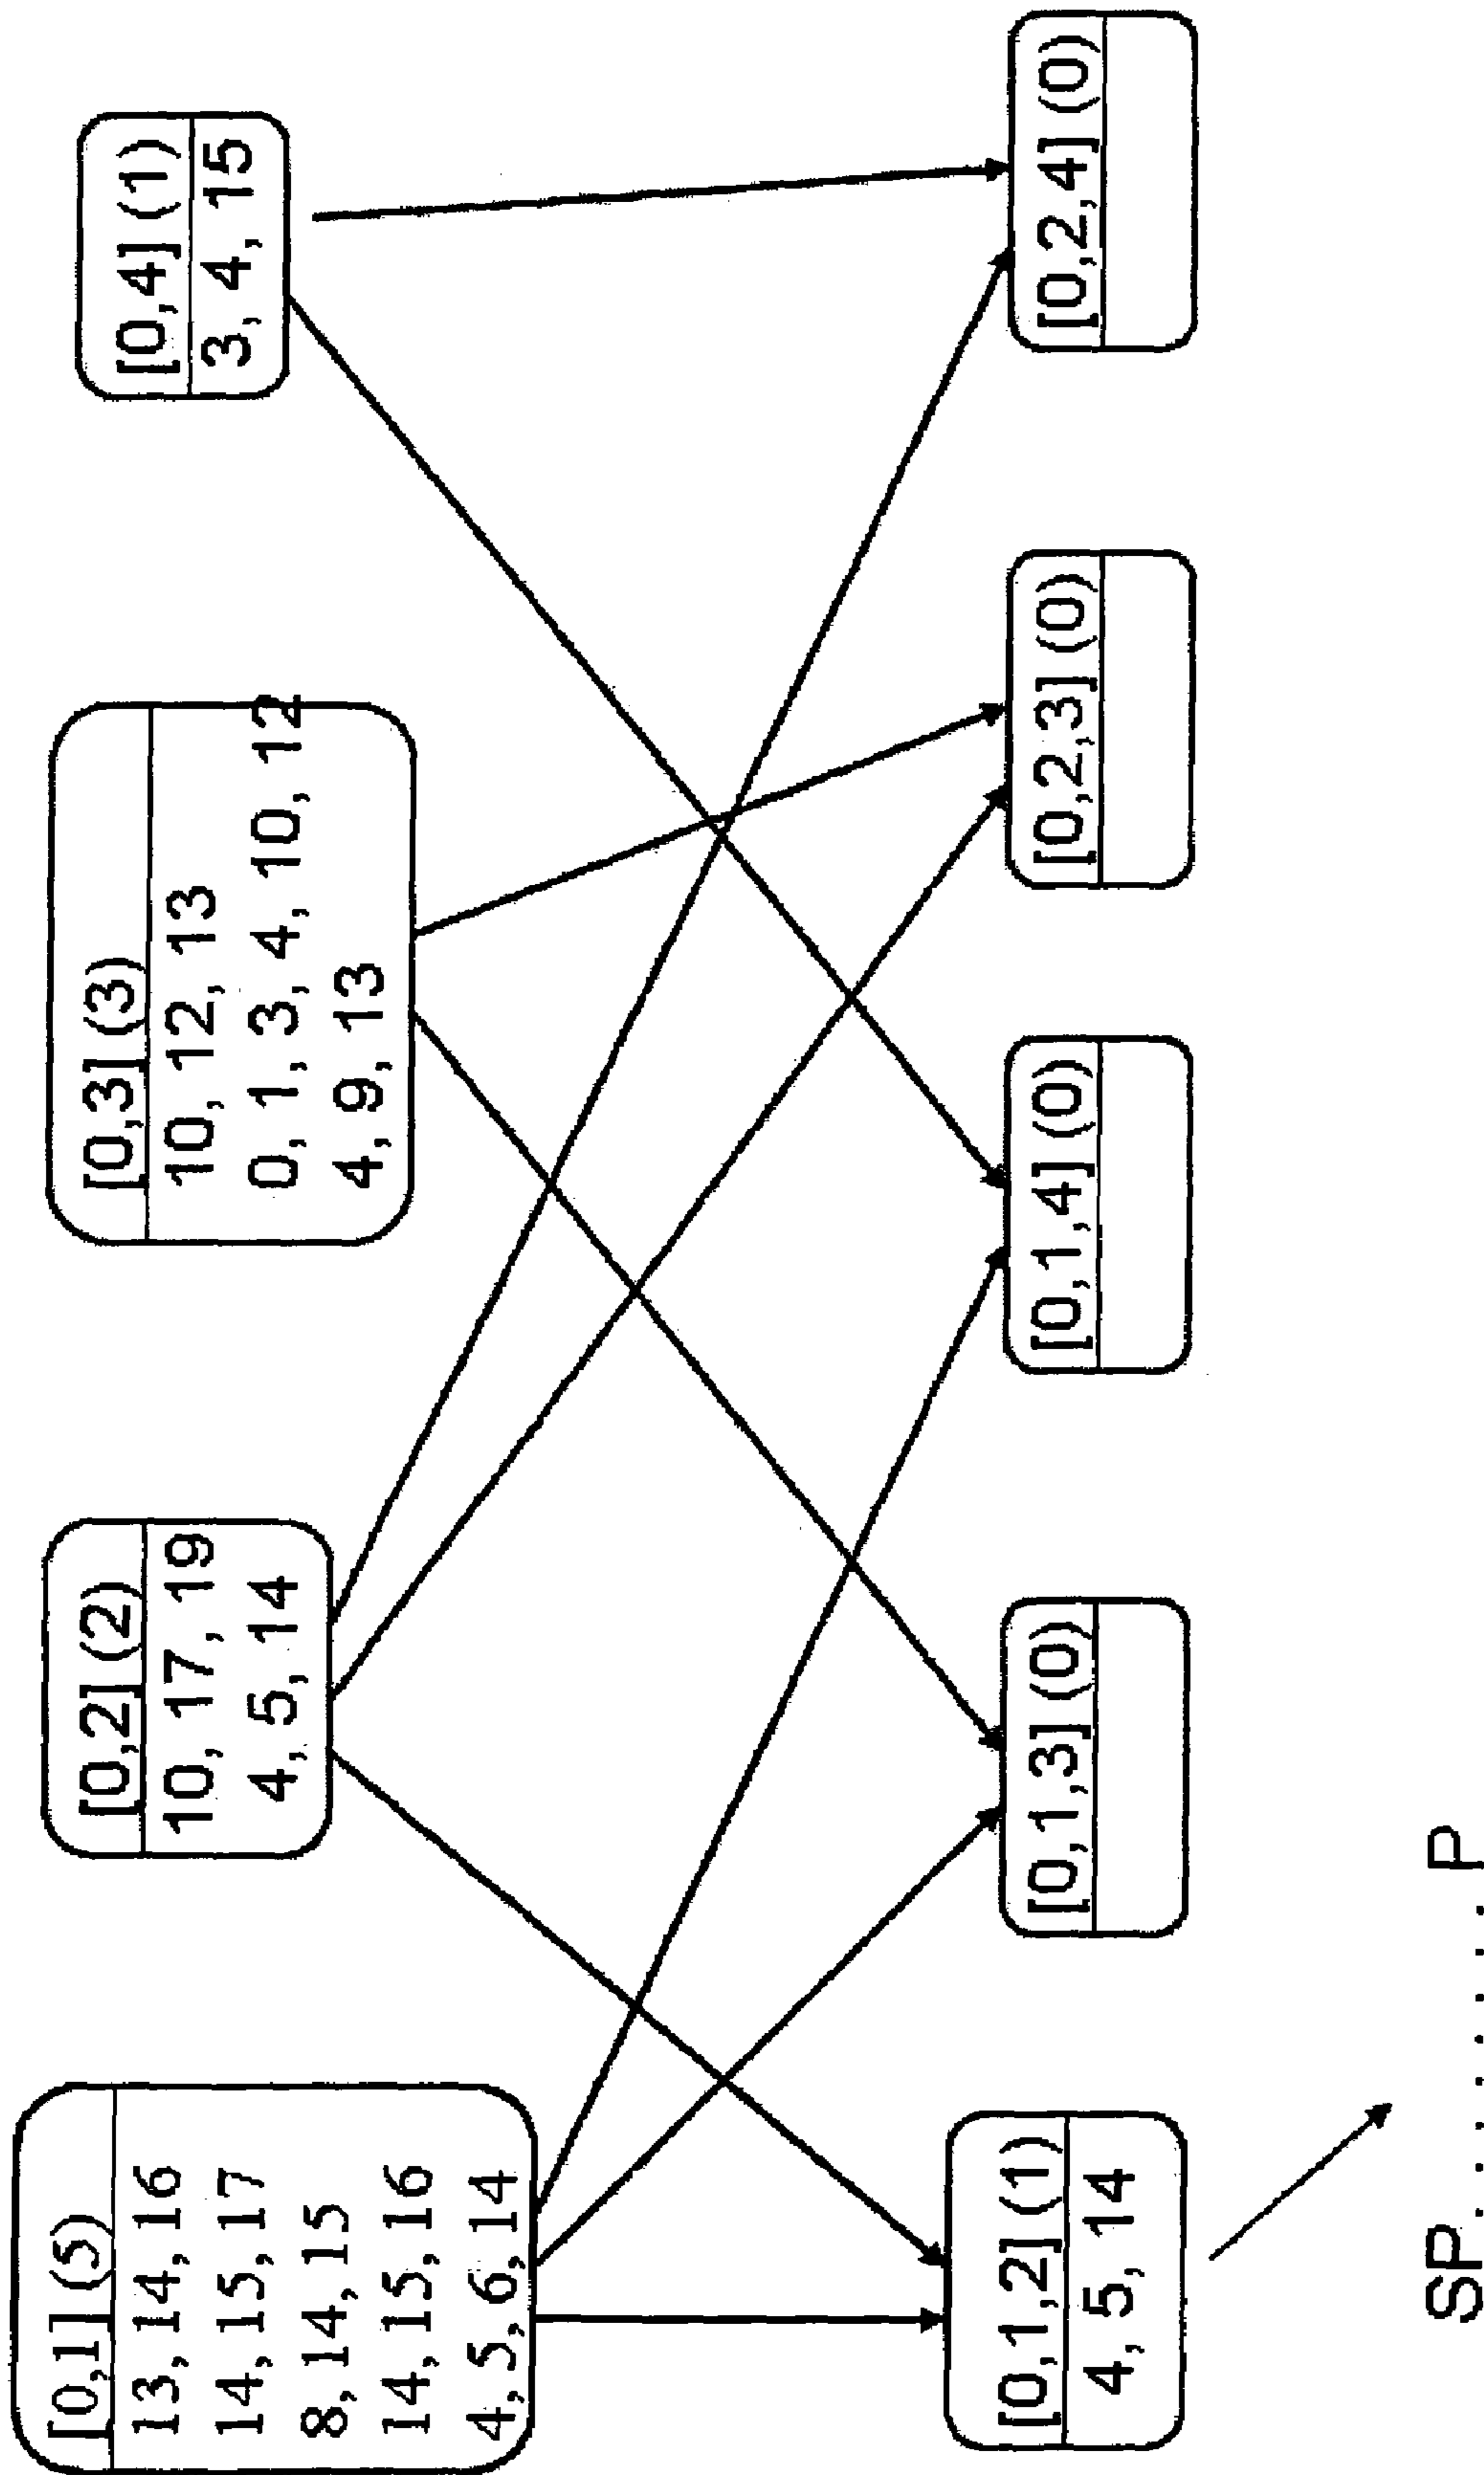 [0,1] (5)
13, 14, 16
14, 15, 17
8, 14, 15
14, 15, 16
4, 5, 6, 14
[0,2] (2)
10, 17, 19
4, 5, 14
[0,3] (3)
10, 12, 13
0, 1, 3, 4, 10, 12
4, 9, 13
[0,4] (1)
3, 4, 15
[0,1,2] (1)
4, 5, 14
[0,1,3] (0)
[0,1,4] (0)
[0,2,3] (0)
[0,2,4] (0)
SP.......... P